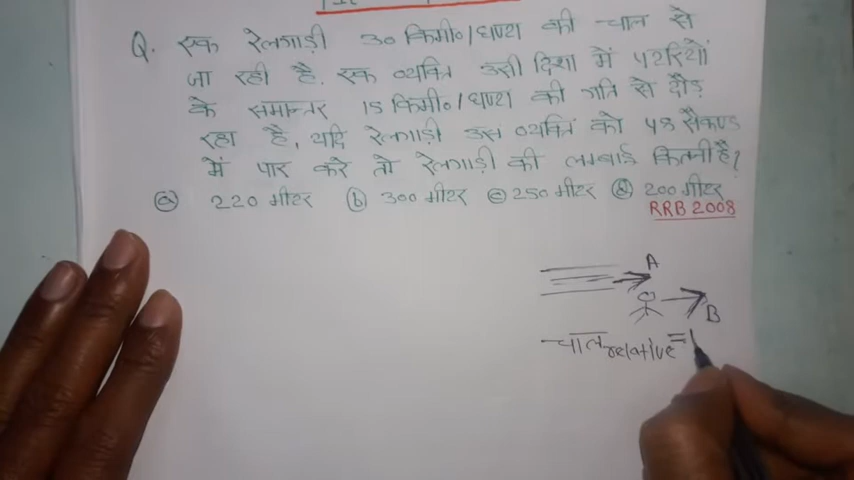 Q. एक रेलगाड़ी 30 किमी०/घण्टा की चाल से
जा रही है. एक व्यक्ति उसी दिशा में पटरियों
के समान्तर 15 किमी०/घण्टा की गति से दौड़
रहा है, यदि रेलगाड़ी उस व्यक्ति को 48 सैकण्ड
में पार करे तो रेलगाड़ी की लम्बाई कितनी है?
(a) 220 मीटर (b) 300 मीटर (c) 250 मीटर (d) 200 मीटर
RRB 2008
A
B
चाल relative =